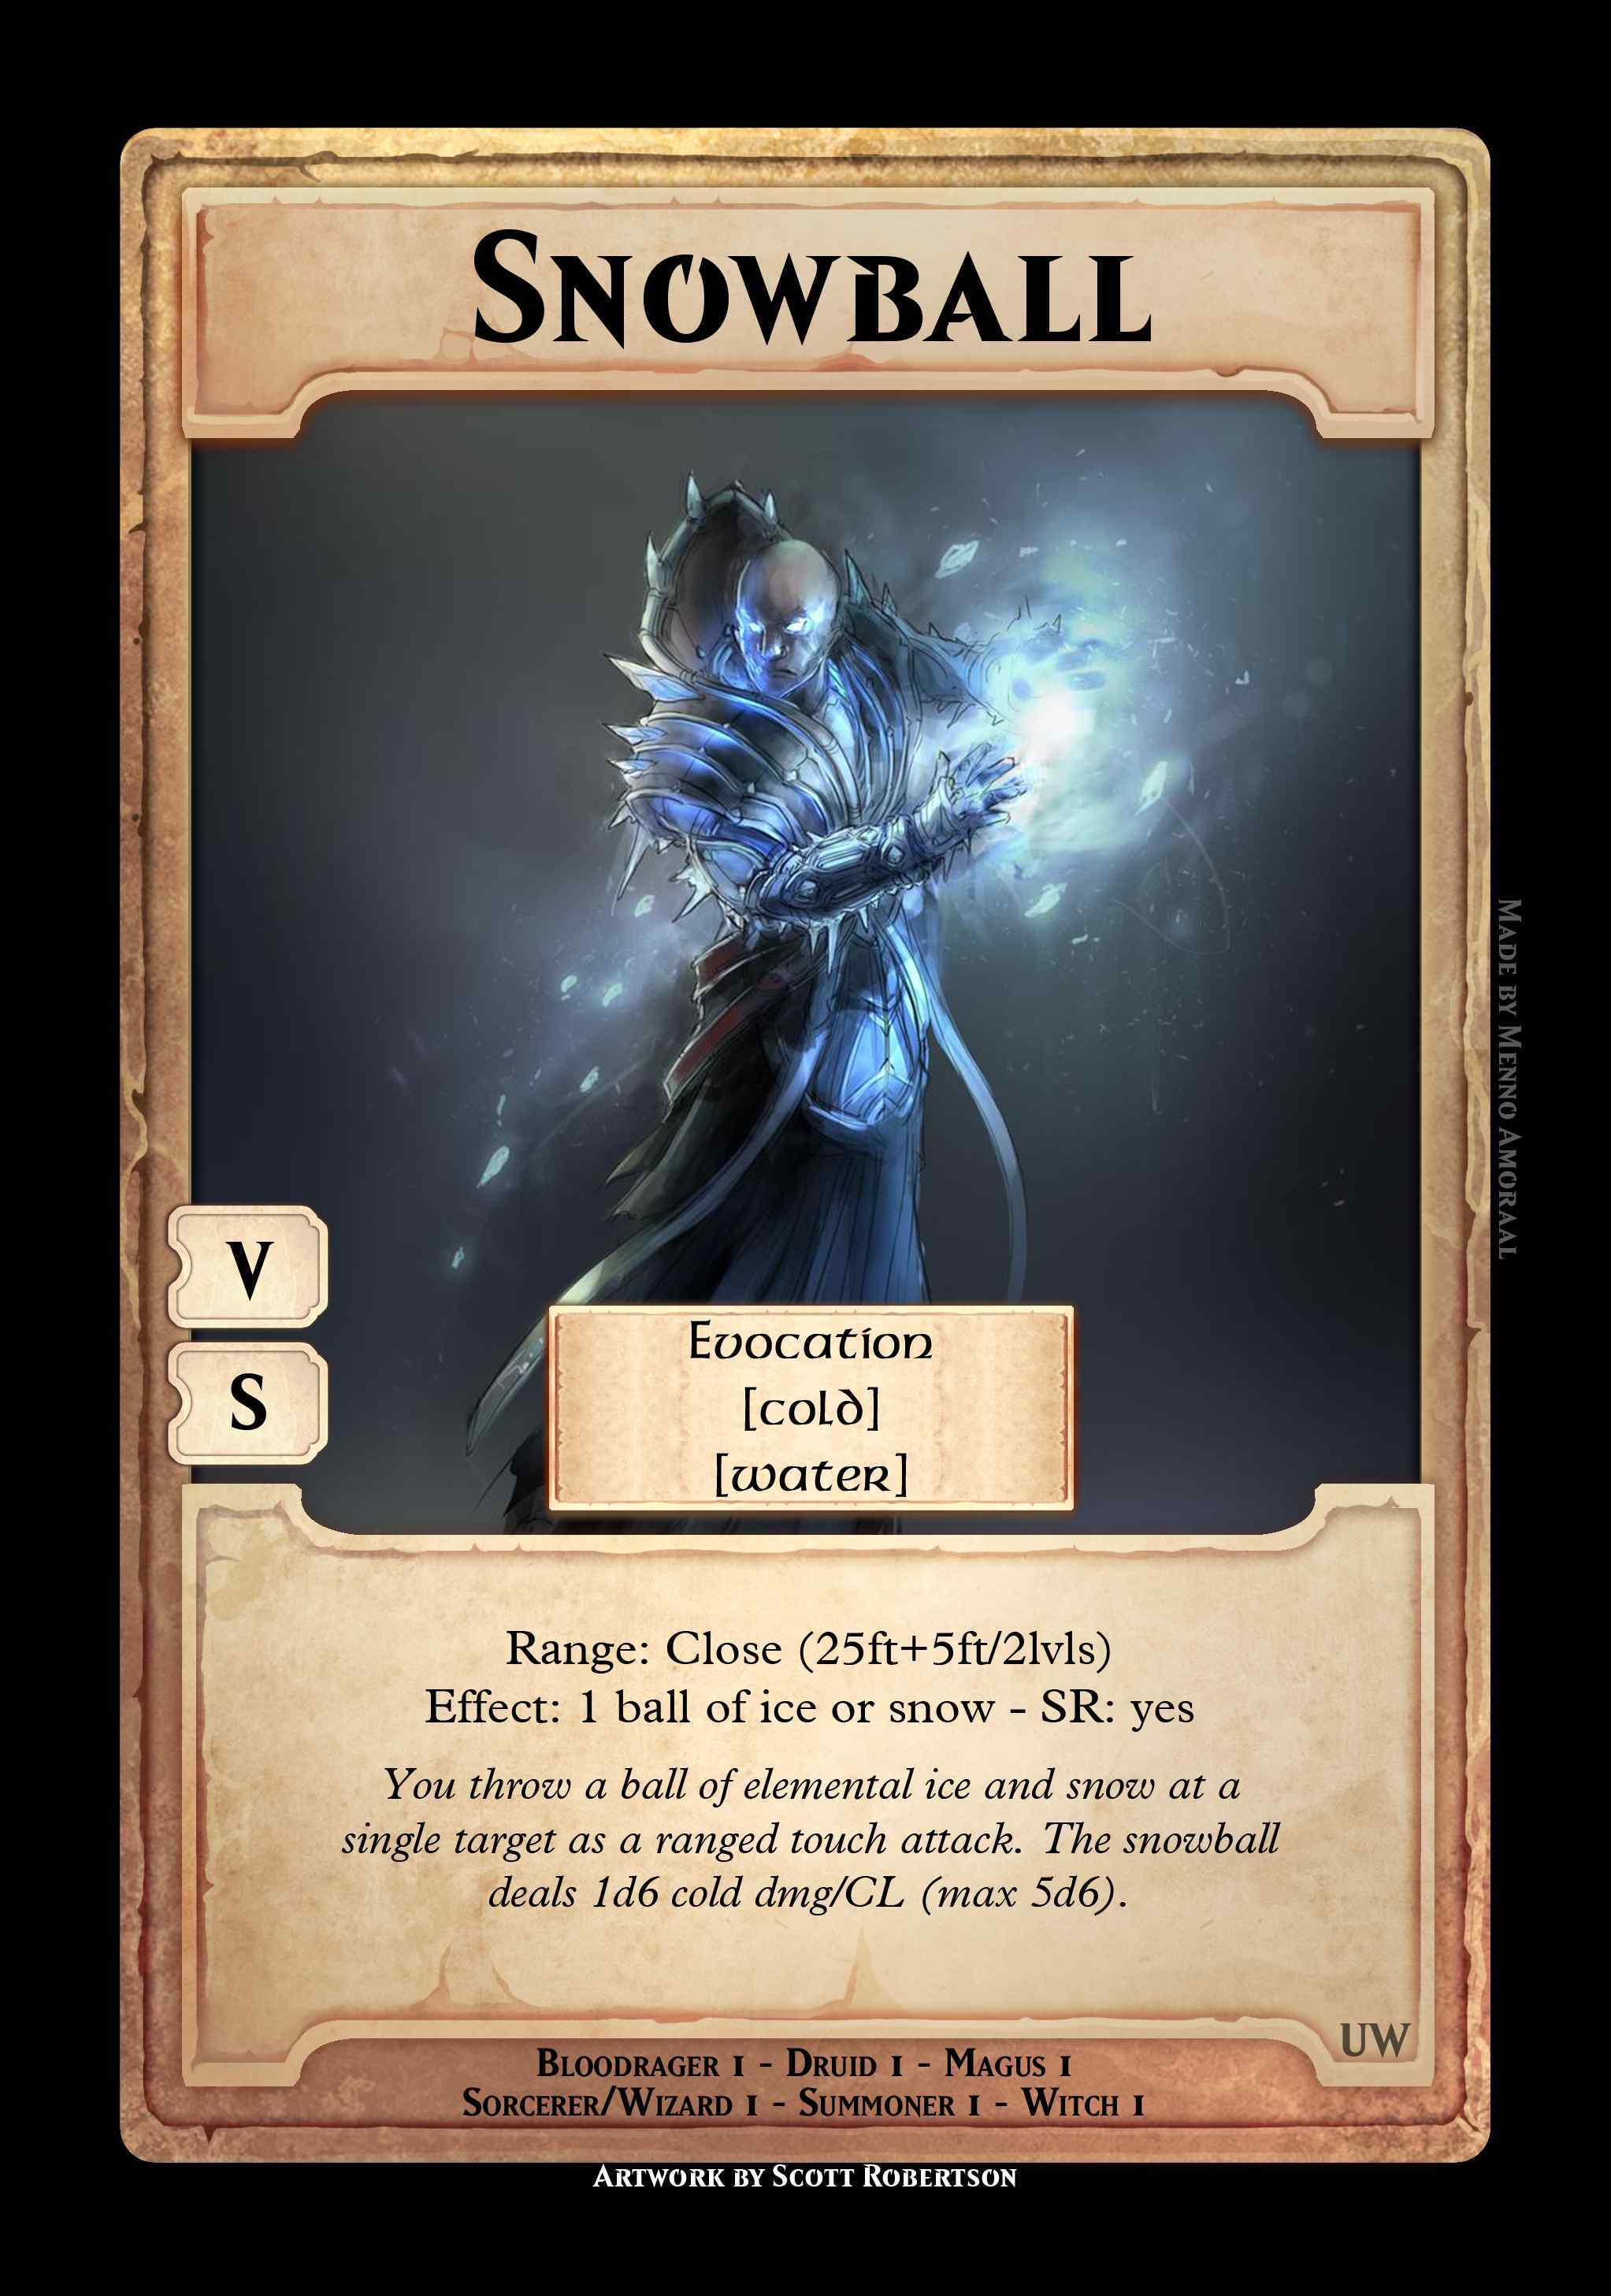 Snowball
V
S
Evocation
[cold]
[water]
Range: Close (25ft+5ft/2lvls)
Effect: 1 ball of ice or snow - SR: yes
You throw a ball of elemental ice and snow at a
single target as a ranged touch attack. The snowball
deals 1d6 cold dmg/CL (max 5d6).
UW
Bloodrager 1 - Druid 1 - Magus 1
Sorcerer/Wizard 1 - Summoner 1 - Witch 1
Artwork by Scott Robertson
Made by Menno Amoraal